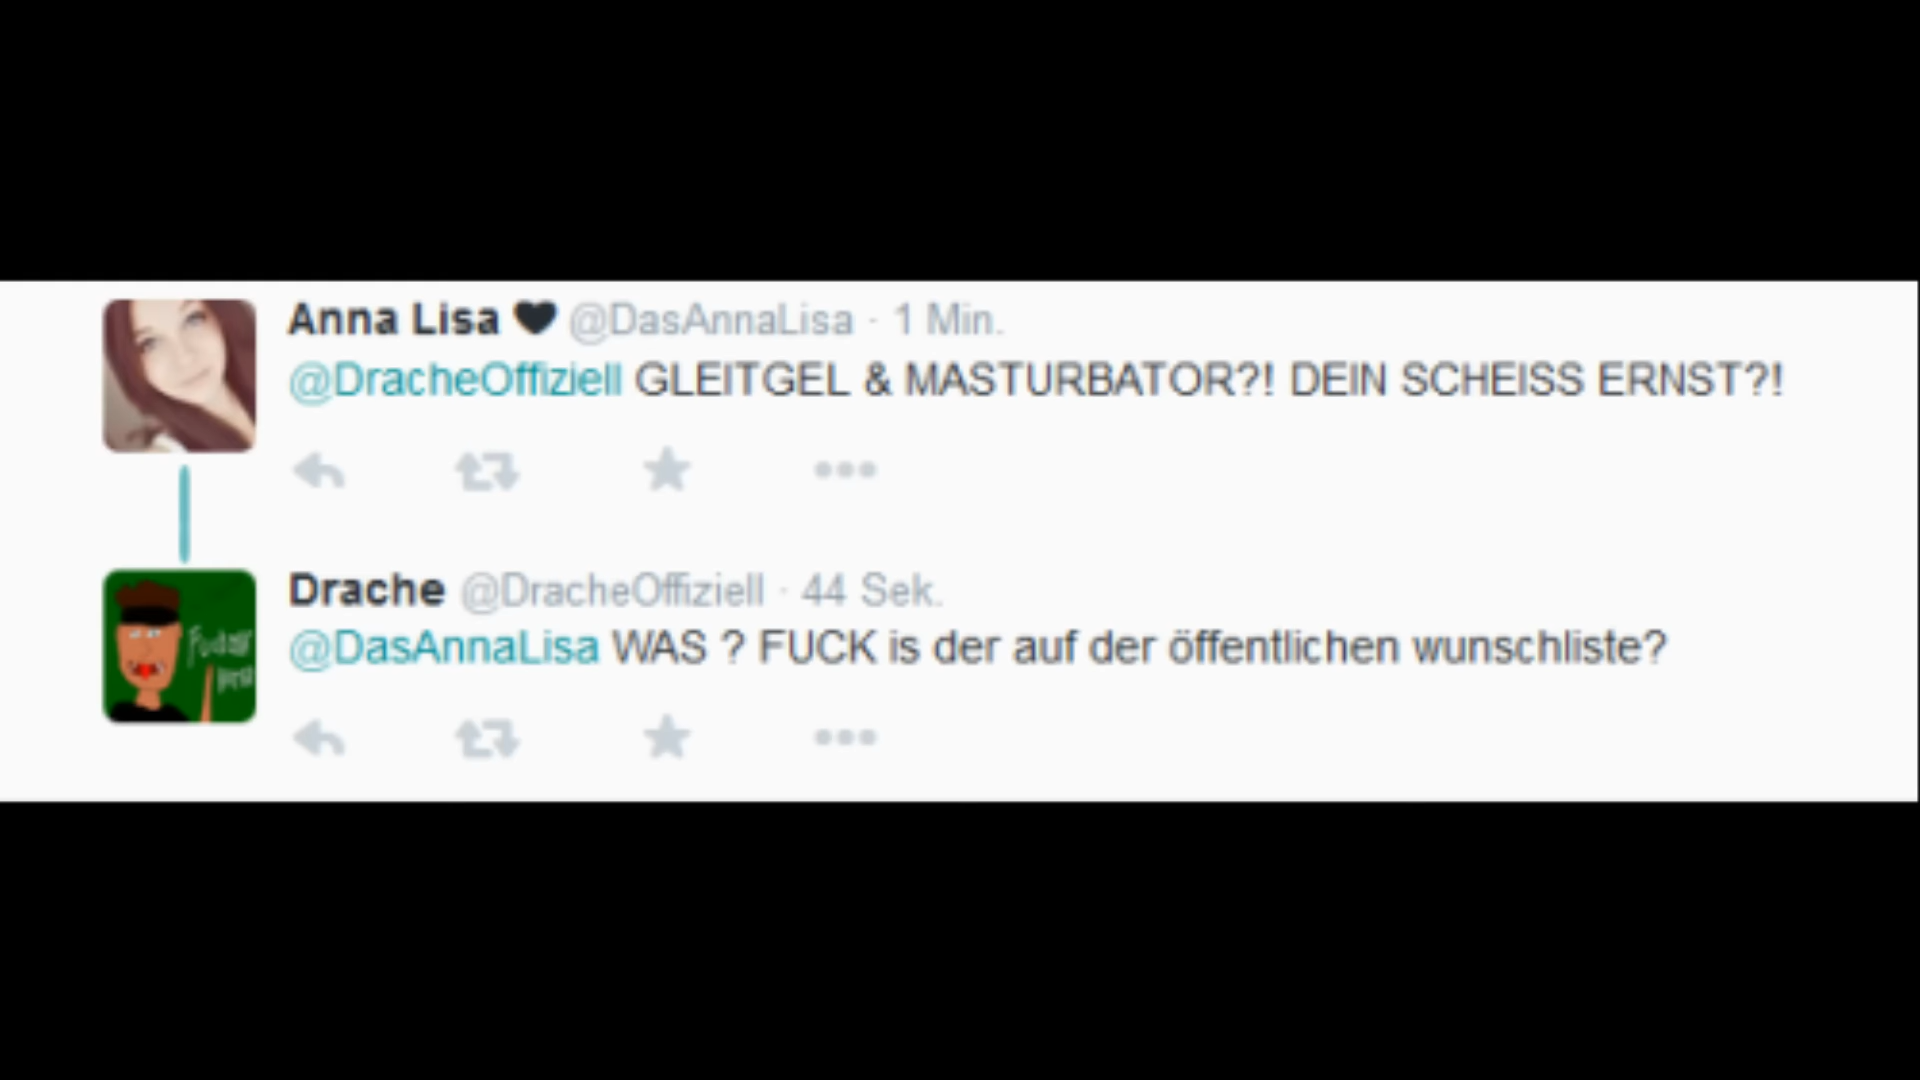 Anna Lisa 🖤 @DasAnnaLisa · 1 Min.
@DracheOffiziell GLEITGEL & MASTURBATOR?! DEIN SCHEISS ERNST?!
Drache @DracheOffiziell · 44 Sek.
@DasAnnaLisa WAS ? FUCK is der auf der öffentlichen wunschliste?